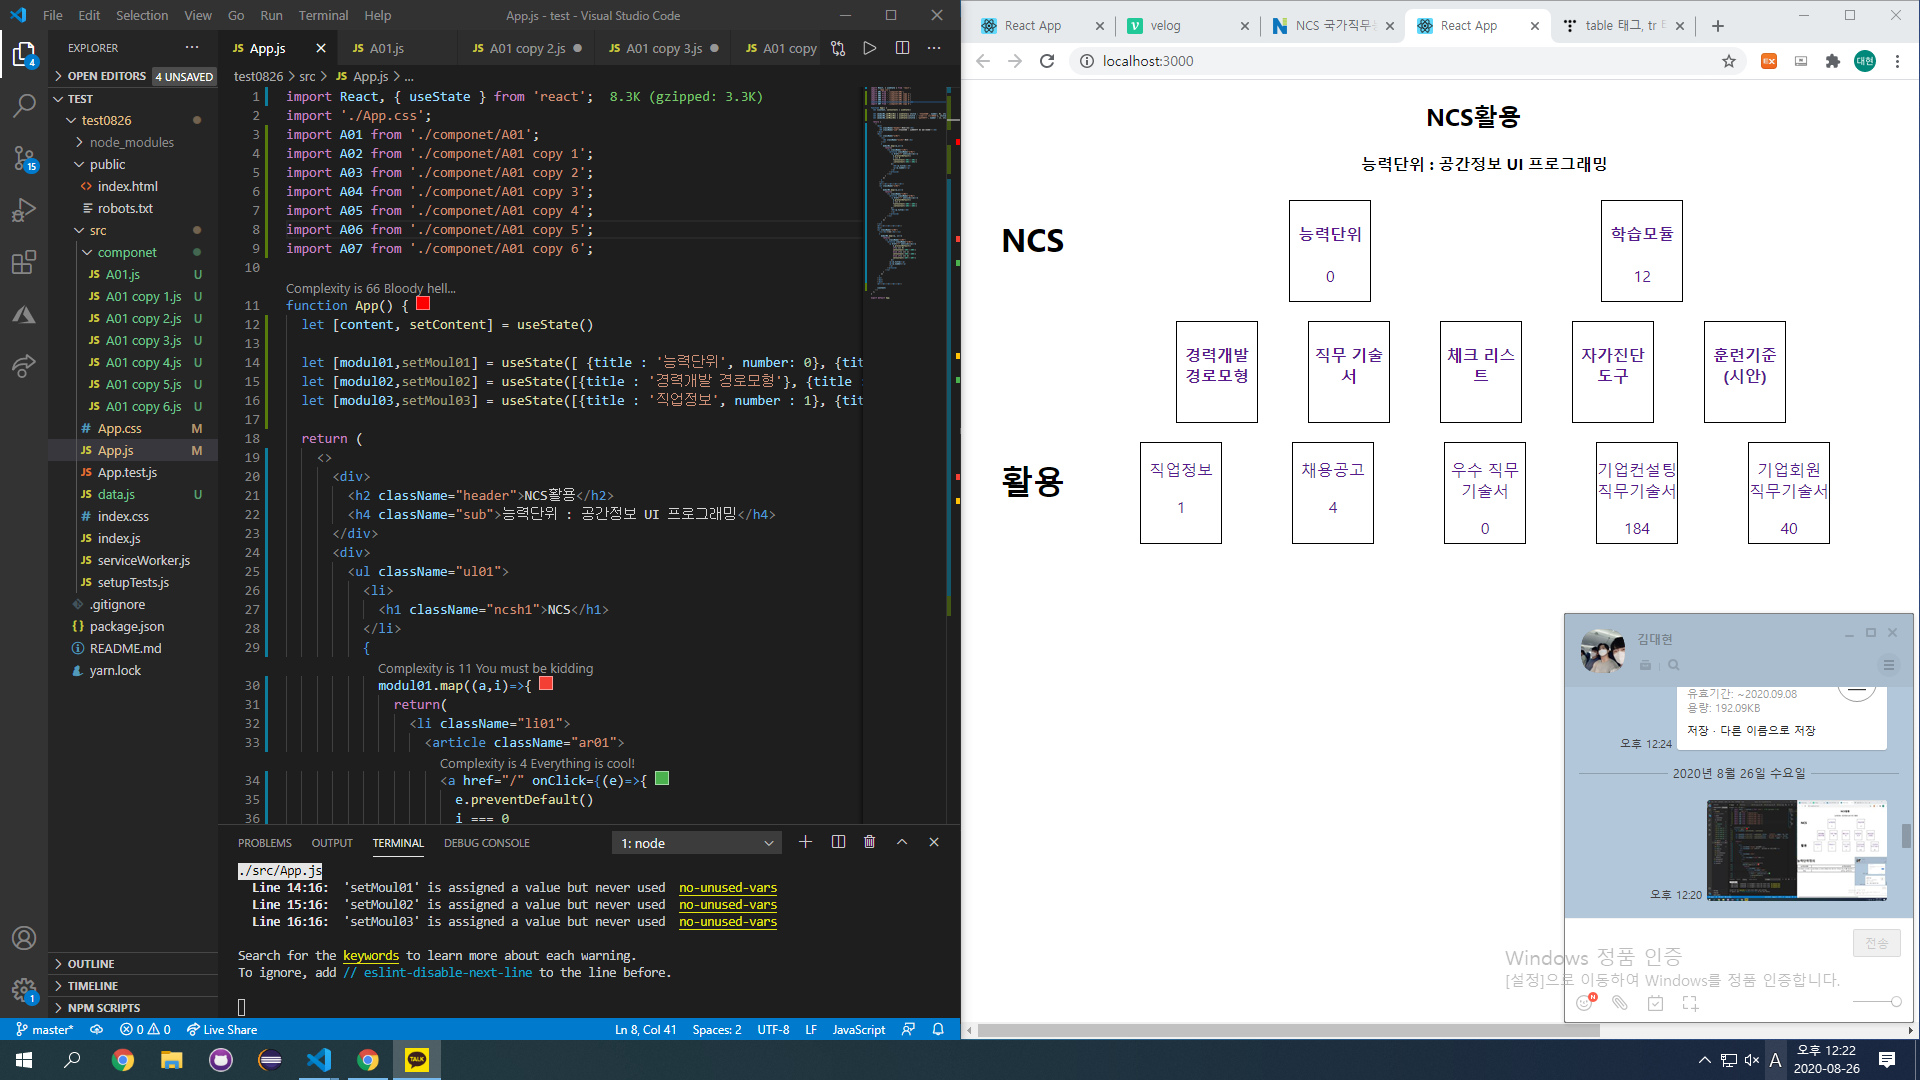 File Edit Selection View Go Run Terminal Help
App.js - test - Visual Studio Code
EXPLORER
OPEN EDITORS 4 UNSAVED
TEST
test0826
node_modules
public
index.html
robots.txt
src
componet
A01.js U
A01 copy 1.js U
A01 copy 2.js U
A01 copy 3.js U
A01 copy 4.js U
A01 copy 5.js U
A01 copy 6.js U
App.css M
App.js M
App.test.js
data.js U
index.css
index.js
serviceWorker.js
setupTests.js
.gitignore
package.json
README.md
yarn.lock
OUTLINE
TIMELINE
NPM SCRIPTS
App.js A01.js A01 copy 2.js A01 copy 3.js A01 copy
test0826 > src > JS App.js > ...
1 import React, { useState } from 'react'; 8.3K (gzipped: 3.3K)
2 import './App.css';
3 import A01 from './componet/A01';
4 import A02 from './componet/A01 copy 1';
5 import A03 from './componet/A01 copy 2';
6 import A04 from './componet/A01 copy 3';
7 import A05 from './componet/A01 copy 4';
8 import A06 from './componet/A01 copy 5';
9 import A07 from './componet/A01 copy 6';
10
Complexity is 66 Bloody hell...
11 function App() {
12 let [content, setContent] = useState()
13
14 let [modul01,setMoul01] = useState([ {title : '능력단위', number: 0}, {tit
15 let [modul02,setMoul02] = useState([{title : '경력개발 경로모형'}, {title :
16 let [modul03,setMoul03] = useState([{title : '직업정보', number : 1}, {tit
17
18 return (
19 <>
20 <div>
21 <h2 className="header">NCS활용</h2>
22 <h4 className="sub">능력단위 : 공간정보 UI 프로그래밍</h4>
23 </div>
24 <div>
25 <ul className="ul01">
26 <li>
27 <h1 className="ncsh1">NCS</h1>
28 </li>
29 {
Complexity is 11 You must be kidding
30 modul01.map((a,i)=>{
31 return(
32 <li className="li01">
33 <article className="ar01">
Complexity is 4 Everything is cool!
34 <a href="/" onClick={(e)=>{
35 e.preventDefault()
36 i === 0
PROBLEMS OUTPUT TERMINAL DEBUG CONSOLE 1: node
./src/App.js
Line 14:16: 'setMoul01' is assigned a value but never used no-unused-vars
Line 15:16: 'setMoul02' is assigned a value but never used no-unused-vars
Line 16:16: 'setMoul03' is assigned a value but never used no-unused-vars
Search for the keywords to learn more about each warning.
To ignore, add // eslint-disable-next-line to the line before.
master* 0 0 Live Share Ln 8, Col 41 Spaces: 2 UTF-8 LF JavaScript
React App velog NCS 국가직무 React App table 태그, tr
localhost:3000
대현
NCS활용
능력단위 : 공간정보 UI 프로그래밍
NCS
능력단위
0
학습모듈
12
경력개발
경로모형
직무 기술
서
체크 리스
트
자가진단
도구
훈련기준
(시안)
활용
직업정보
1
채용공고
4
우수 직무
기술서
0
기업컨설팅
직무기술서
184
기업회원
직무기술서
40
김대현
유효기간: ~2020.09.08
용량: 192.09KB
저장 · 다른 이름으로 저장
오후 12:24
2020년 8월 26일 수요일
오후 12:20
전송
Windows 정품 인증
[설정]으로 이동하여 Windows를 정품 인증합니다.
TALK
A
오후 12:22
2020-08-26